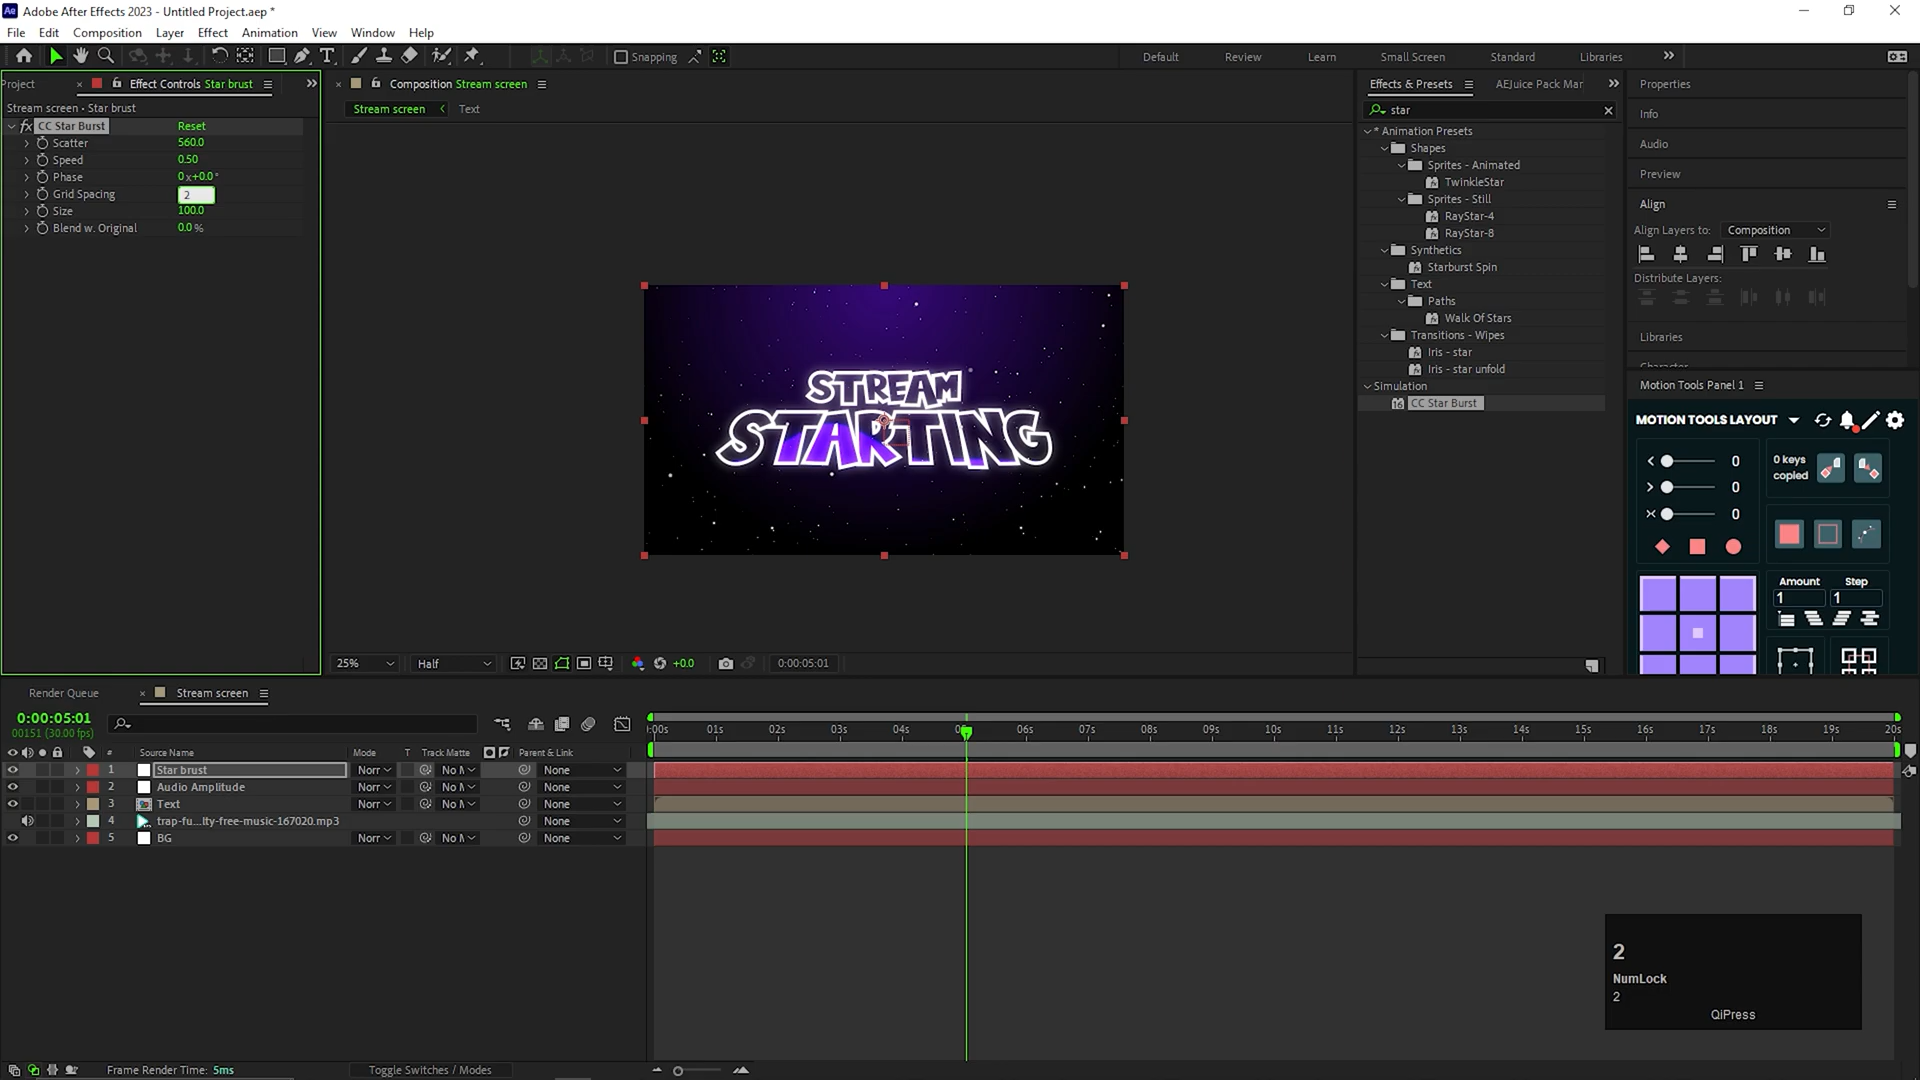 Adobe After Effects 2023 - Untitled Project.aep *
File Edit Composition Layer Effect Animation View Window Help
Snapping
Default Review Learn Small Screen Standard Libraries
Project
Effect Controls Star brust
Stream screen • Star brust
fx CC Star Burst Reset
Scatter 560.0
Speed 0.50
Phase 0 x+0.0°
Grid Spacing 2
Size 100.0
Blend w. Original 0.0 %
Composition Stream screen
Stream screen Text
STREAM
STARTING
25% Half +0.0 0:00:05:01
Effects & Presets AEJuice Pack Mar
star
* Animation Presets
Shapes
Sprites - Animated
TwinkleStar
Sprites - Still
RayStar-4
RayStar-8
Synthetics
Starburst Spin
Text
Paths
Walk Of Stars
Transitions - Wipes
Iris - star
Iris - star unfold
Simulation
CC Star Burst
Properties
Info
Audio
Preview
Align
Align Layers to: Composition
Distribute Layers:
Libraries
Character
Motion Tools Panel 1
MOTION TOOLS LAYOUT
0
0
0
0 keys
copied
Amount Step
1 1
Render Queue Stream screen
0:00:05:01
00151 (30.00 fps)
# Source Name Mode T Track Matte Parent & Link
1 Star brust Norr No M None
2 Audio Amplitude Norr No M None
3 Text Norr No M None
4 trap-fu...lty-free-music-167020.mp3 None
5 BG Norr No M None
:00s 01s 02s 03s 04s 05s 06s 07s 08s 09s 10s 11s 12s 13s 14s 15s 16s 17s 18s 19s 20s
2
NumLock
2
QiPress
Frame Render Time: 5ms Toggle Switches / Modes